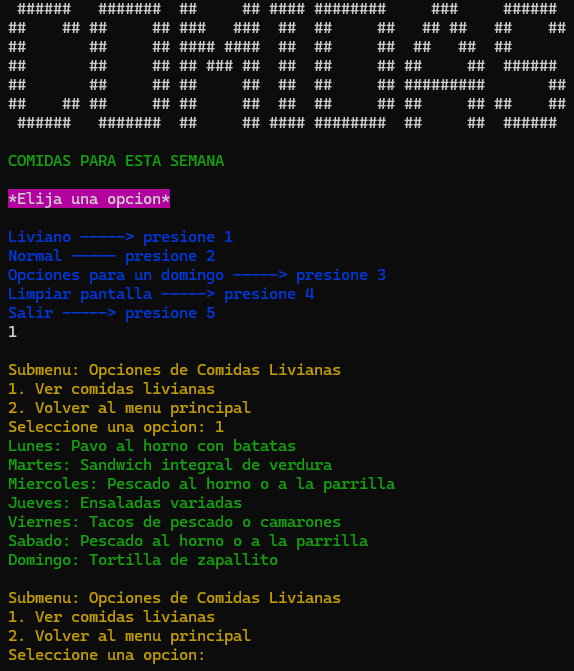 COMIDAS
COMIDAS PARA ESTA SEMANA
*Elija una opcion*
Liviano -----> presione 1
Normal ----- presione 2
Opciones para un domingo -----> presione 3
Limpiar pantalla -----> presione 4
Salir -----> presione 5
1
Submenu: Opciones de Comidas Livianas
1. Ver comidas livianas
2. Volver al menu principal
Seleccione una opcion: 1
Lunes: Pavo al horno con batatas
Martes: Sandwich integral de verdura
Miercoles: Pescado al horno o a la parrilla
Jueves: Ensaladas variadas
Viernes: Tacos de pescado o camarones
Sabado: Pescado al horno o a la parrilla
Domingo: Tortilla de zapallito
Submenu: Opciones de Comidas Livianas
1. Ver comidas livianas
2. Volver al menu principal
Seleccione una opcion: